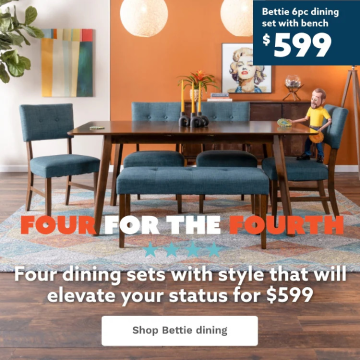 Bettie 6pc dining
set with bench
$599
FOUR FOR THE FOURTH
Four dining sets with style that will
elevate your status for $599
Shop Bettie dining